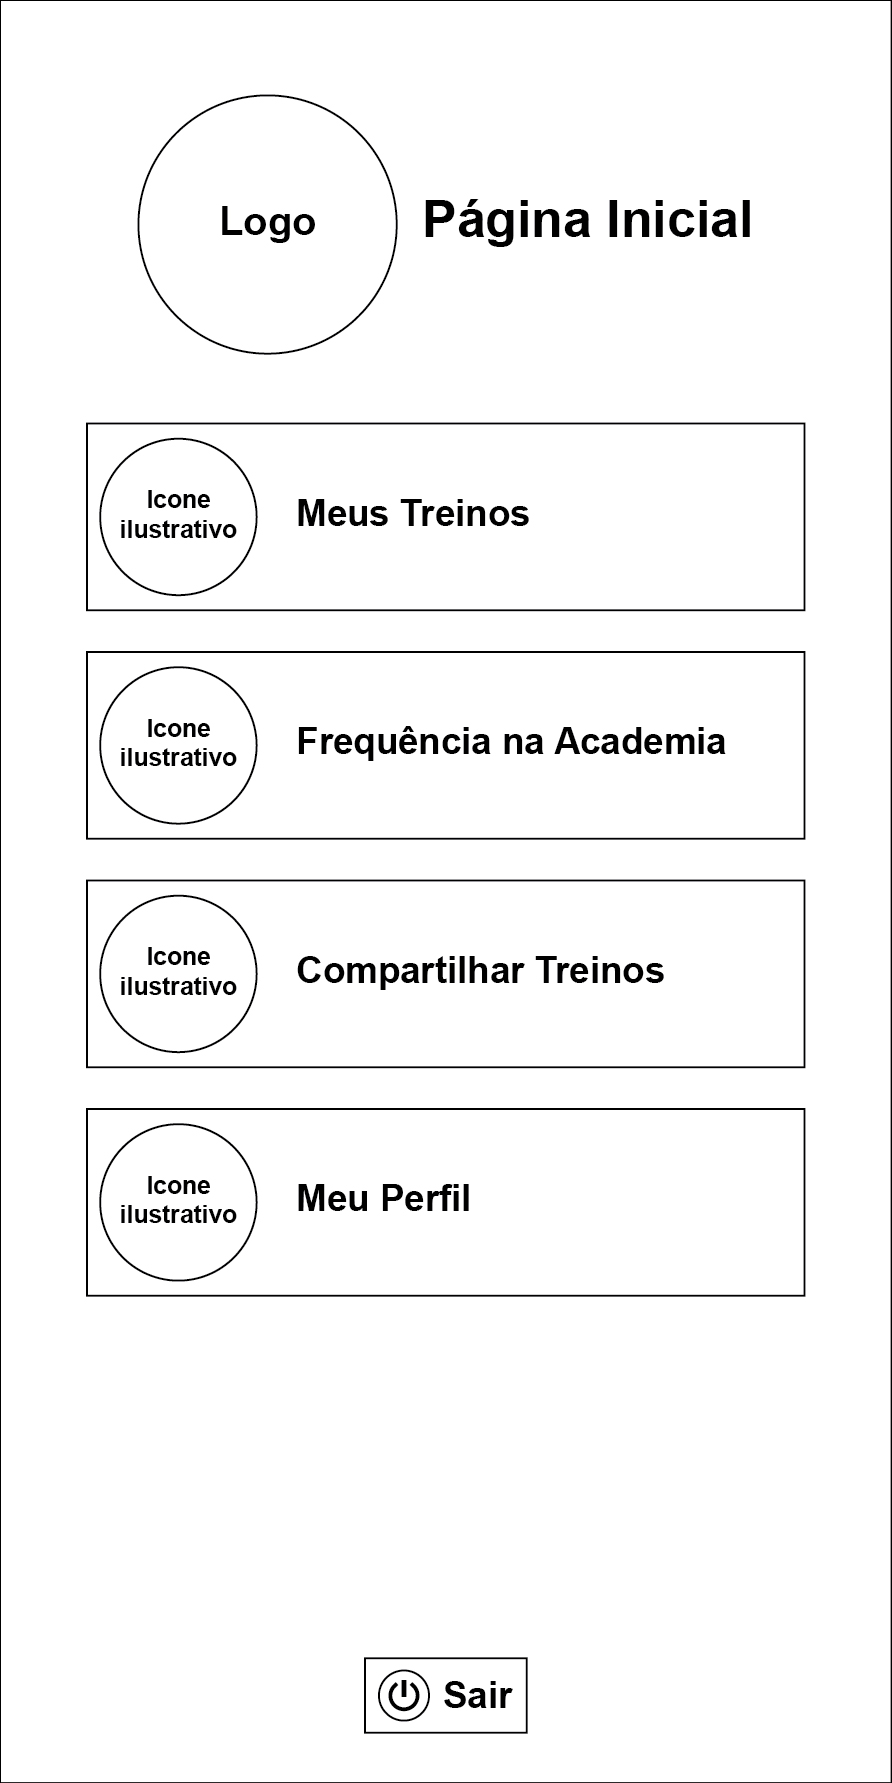 Logo
Página Inicial
Icone
ilustrativo
Meus Treinos
Icone
ilustrativo
Frequência na Academia
Icone
ilustrativo
Compartilhar Treinos
Icone
ilustrativo
Meu Perfil
Sair